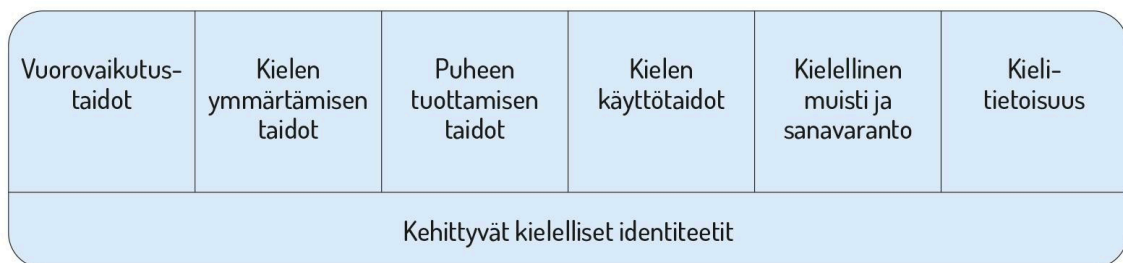 Vuorovaikutus-
taidot
Kielen
ymmärtämisen
taidot
Puheen
tuottamisen
taidot
Kielen
käyttötaidot
Kielellinen
muisti ja
sanavaranto
Kieli-
tietoisuus
Kehittyvät kielelliset identiteetit